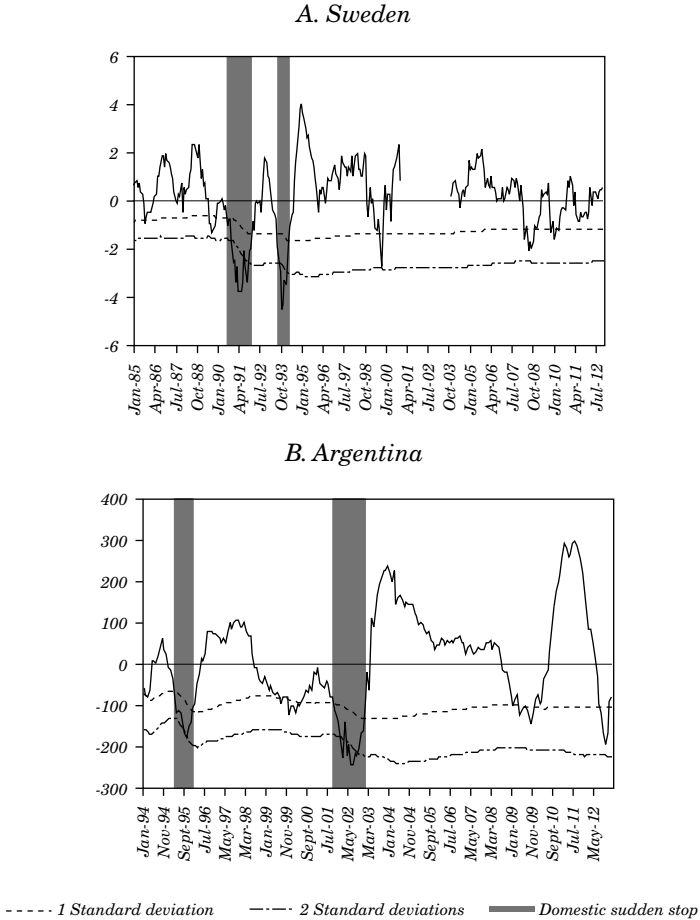 A. Sweden
6
4
2
0
-2
-4
-6
Jan-85
Apr-86
Jul-87
Oct-88
Jan-90
Apr-91
Jul-92
Oct-93
Jan-95
Apr-96
Jul-97
Oct-98
Jan-00
Apr-01
Jul-02
Oct-03
Jan-05
Apr-06
Jul-07
Oct-08
Jan-10
Apr-11
Jul-12
B. Argentina
400
300
200
100
0
-100
-200
-300
Jan-94
Nov-94
Sept-95
Jul-96
May-97
Mar-98
Jan-99
Nov-99
Sept-00
Jul-01
May-02
Mar-03
Jan-04
Nov-04
Sept-05
Jul-06
May-07
Mar-08
Jan-09
Nov-09
Sept-10
Jul-11
May-12
1 Standard deviation 2 Standard deviations Domestic sudden stop